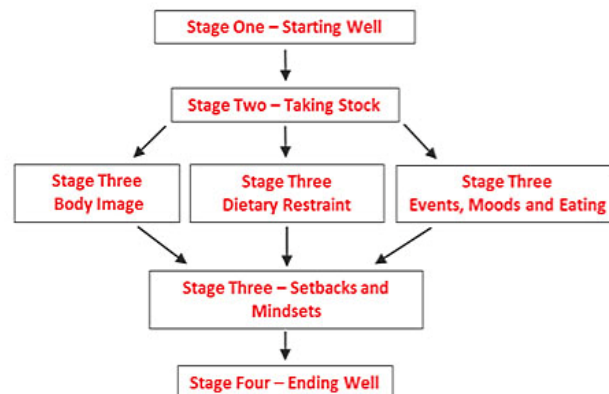 Stage One – Starting Well
Stage Two – Taking Stock
Stage Three
Body Image
Stage Three
Dietary Restraint
Stage Three
Events, Moods and Eating
Stage Three – Setbacks and
Mindsets
Stage Four – Ending Well